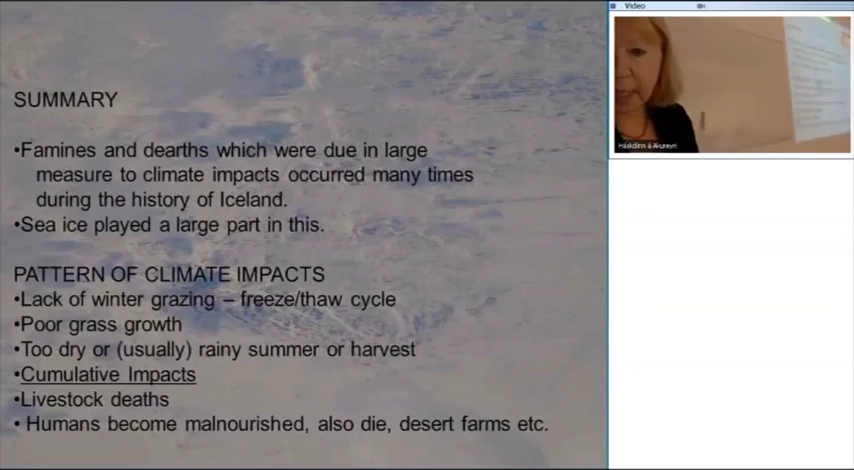 SUMMARY
•Famines and dearths which were due in large
measure to climate impacts occurred many times
during the history of Iceland.
•Sea ice played a large part in this.
PATTERN OF CLIMATE IMPACTS
•Lack of winter grazing – freeze/thaw cycle
•Poor grass growth
•Too dry or (usually) rainy summer or harvest
•Cumulative Impacts
•Livestock deaths
• Humans become malnourished, also die, desert farms etc.
Video
Háskólinn á Akureyri